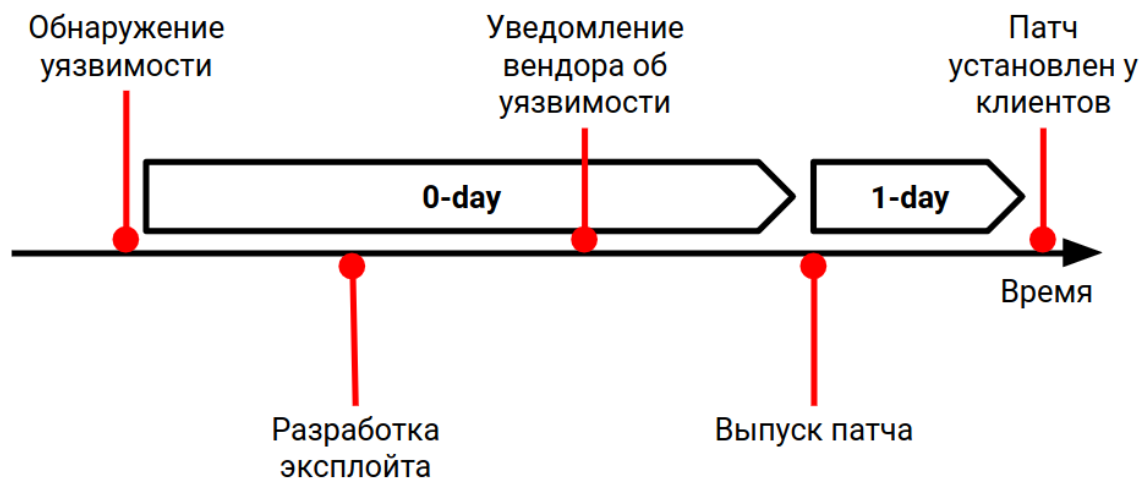 Обнаружение
уязвимости
Уведомление
вендора об
уязвимости
Патч
установлен у
клиентов
0-day
1-day
Время
Разработка
эксплойта
Выпуск патча